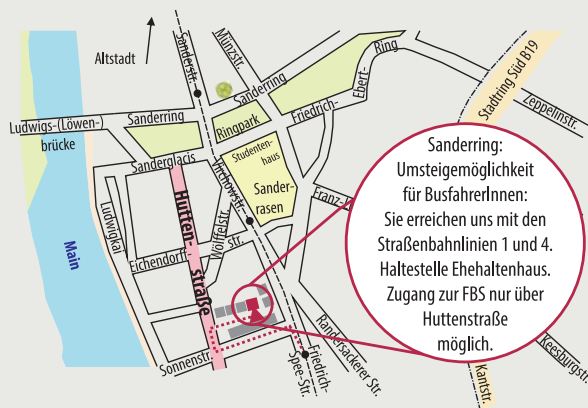 Altstadt
Sanderstr.
Münzstr.
Sanderring
Friedrich-
Ebert-
Ring
Stadtring Süd B19
Zeppelinstr.
Ludwigs-(Löwen-)
brücke
Sanderring
Ringpark
Sanderglacis
Studenten-
haus
Sander-
rasen
Virchowstr.
Franz-
Ludwigkai
Main
Hutten-
straße
Wölffelstr.
Eichendorff-
str.
Sanderring:
Umsteigemöglichkeit
für BusfahrerInnen:
Sie erreichen uns mit den
Straßenbahnlinien 1 und 4.
Haltestelle Ehehaltenhaus.
Zugang zur FBS nur über
Huttenstraße
möglich.
Sonnenstr.
Friedrich-
Spee-Str.
Randersackerer Str.
Keesburgstr.
Kantstr.